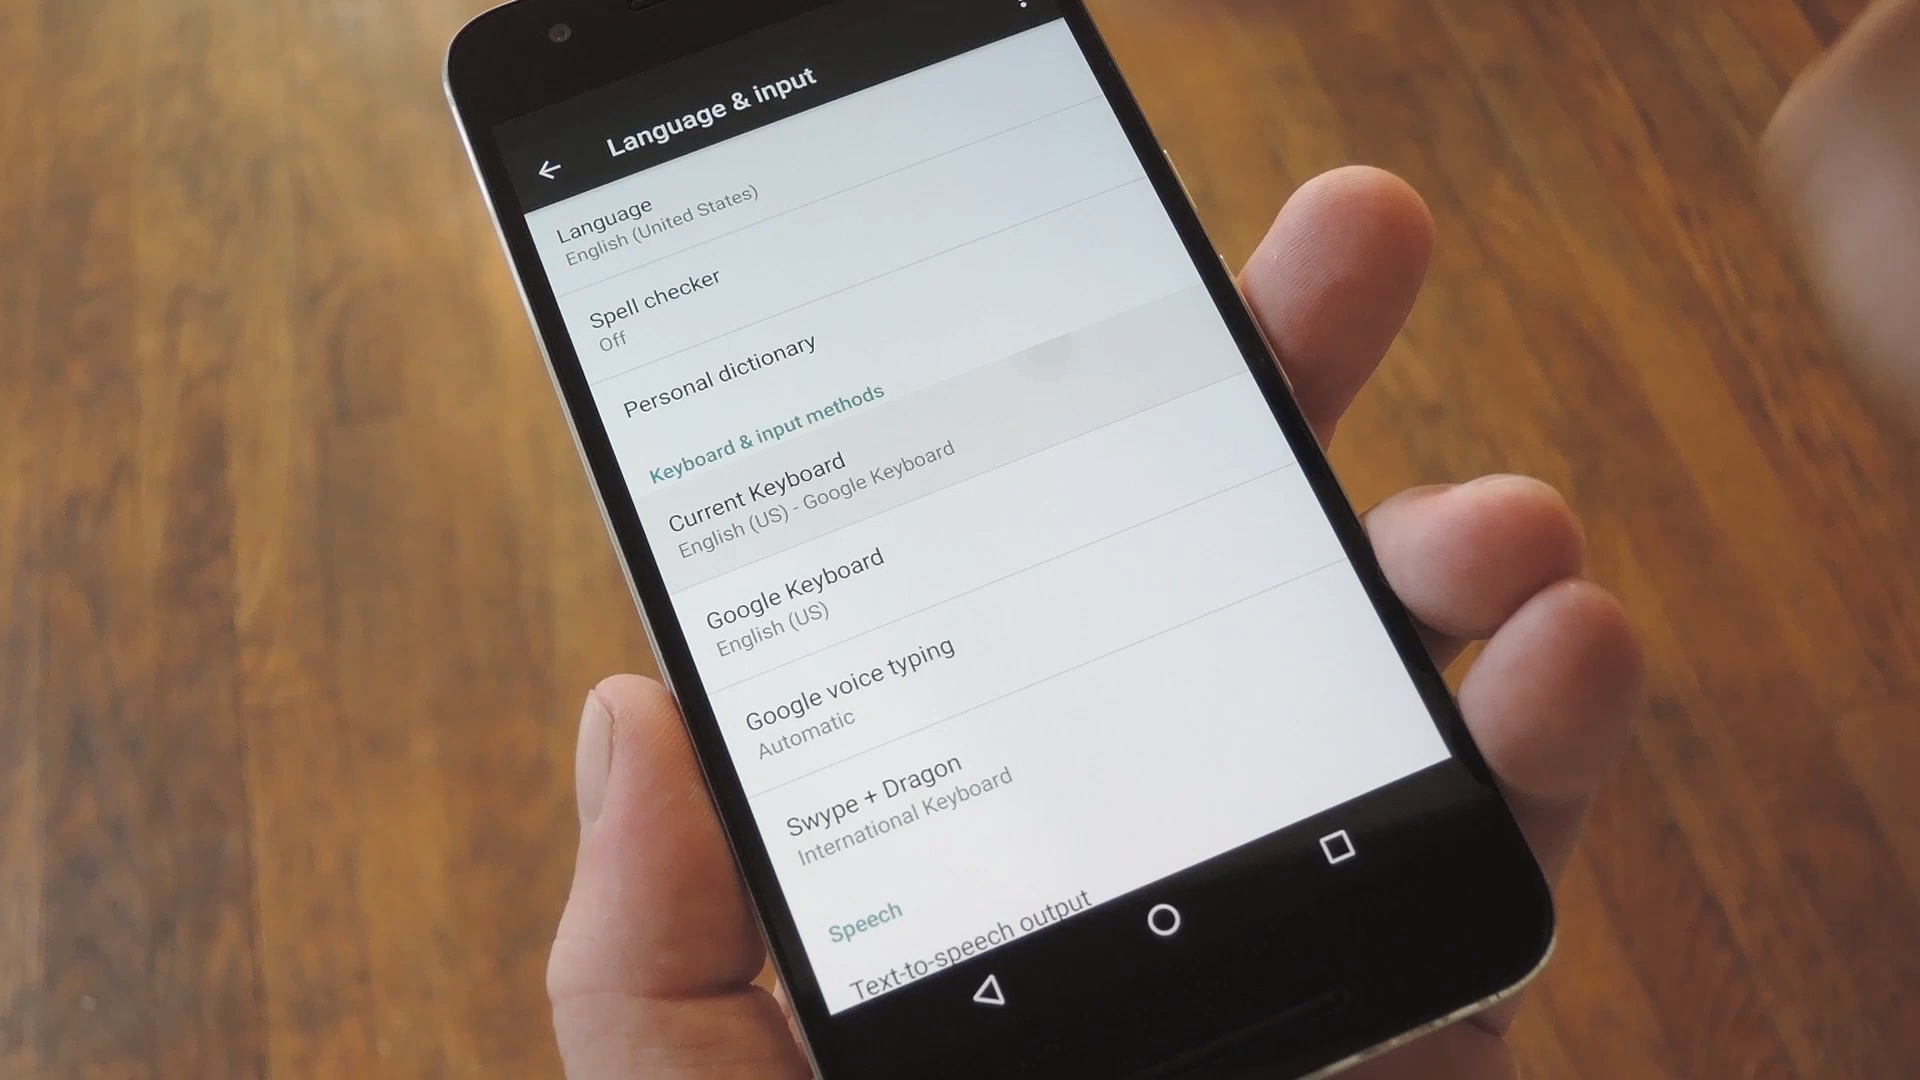 Language & input
Language
English (United States)
Spell checker
Off
Personal dictionary
Keyboard & input methods
Current Keyboard
English (US) - Google Keyboard
Google Keyboard
English (US)
Google voice typing
Automatic
Swype + Dragon
International Keyboard
Speech
Text-to-speech output